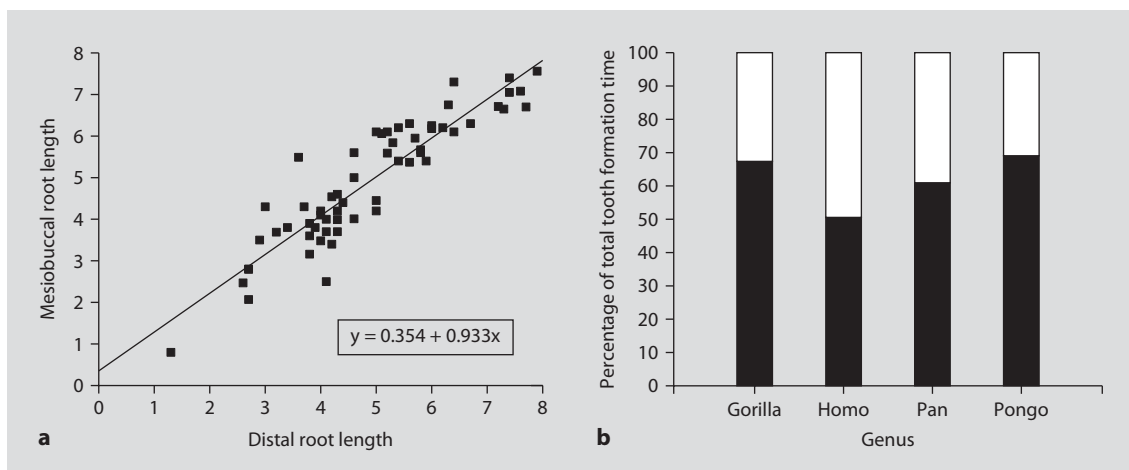 Mesiobuccal root length
8
7
6
5
4
3
2
1
0
y = 0.354 + 0.933x
0 1 2 3 4 5 6 7 8
a
Distal root length
Percentage of total tooth formation time
100
90
80
70
60
50
40
30
20
10
0
Gorilla Homo Pan Pongo
b
Genus